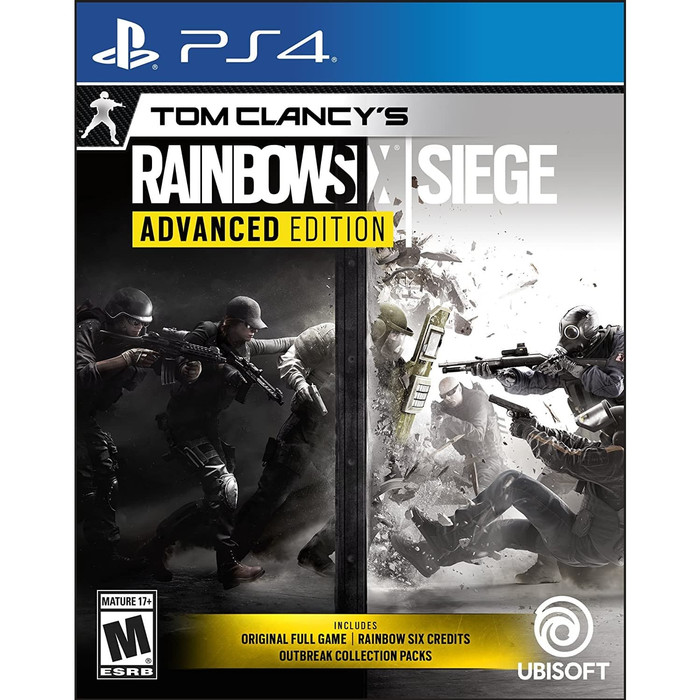 PS4
TOM CLANCY'S
RAINBOW SIX | SIEGE
ADVANCED EDITION
INCLUDES
ORIGINAL FULL GAME | RAINBOW SIX CREDITS
OUTBREAK COLLECTION PACKS
MATURE 17+
M
ESRB
UBISOFT